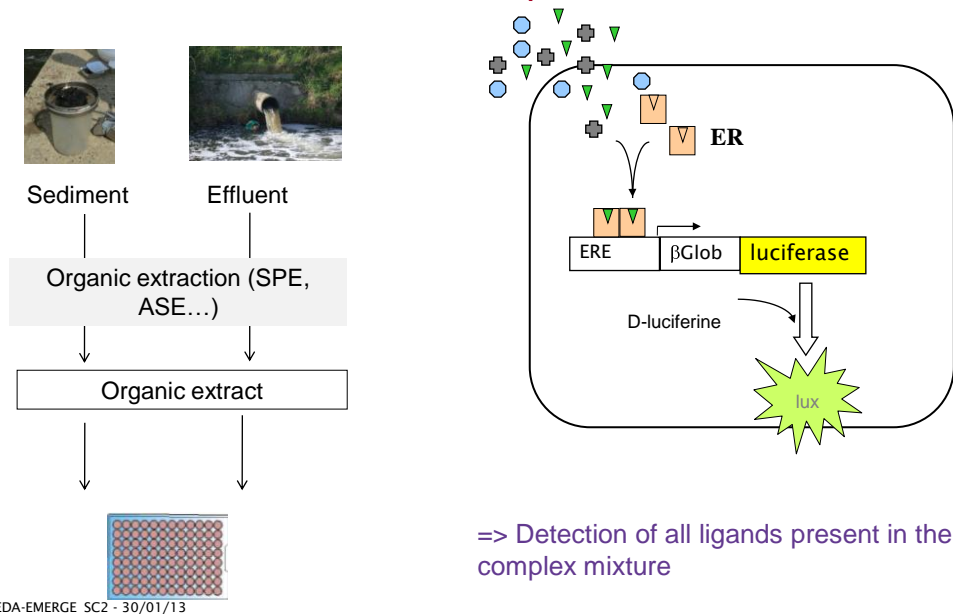 Sediment
Effluent
Organic extraction (SPE,
ASE…)
Organic extract
ER
ERE
βGlob
luciferase
D-luciferine
lux
=> Detection of all ligands present in the
complex mixture
EDA-EMERGE SC2 - 30/01/13